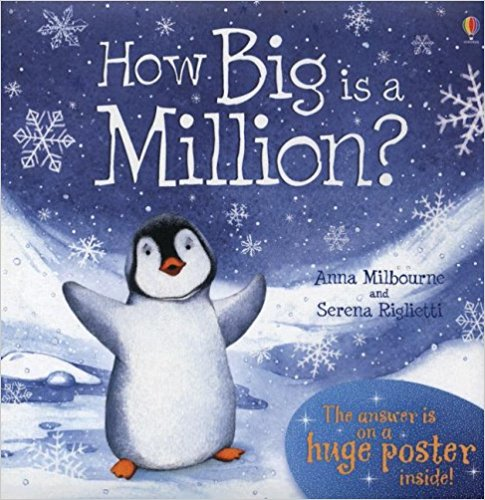 How Big is a
Million?
Anna Milbourne
and
Serena Riglietti
The answer is
on a
huge poster
inside!